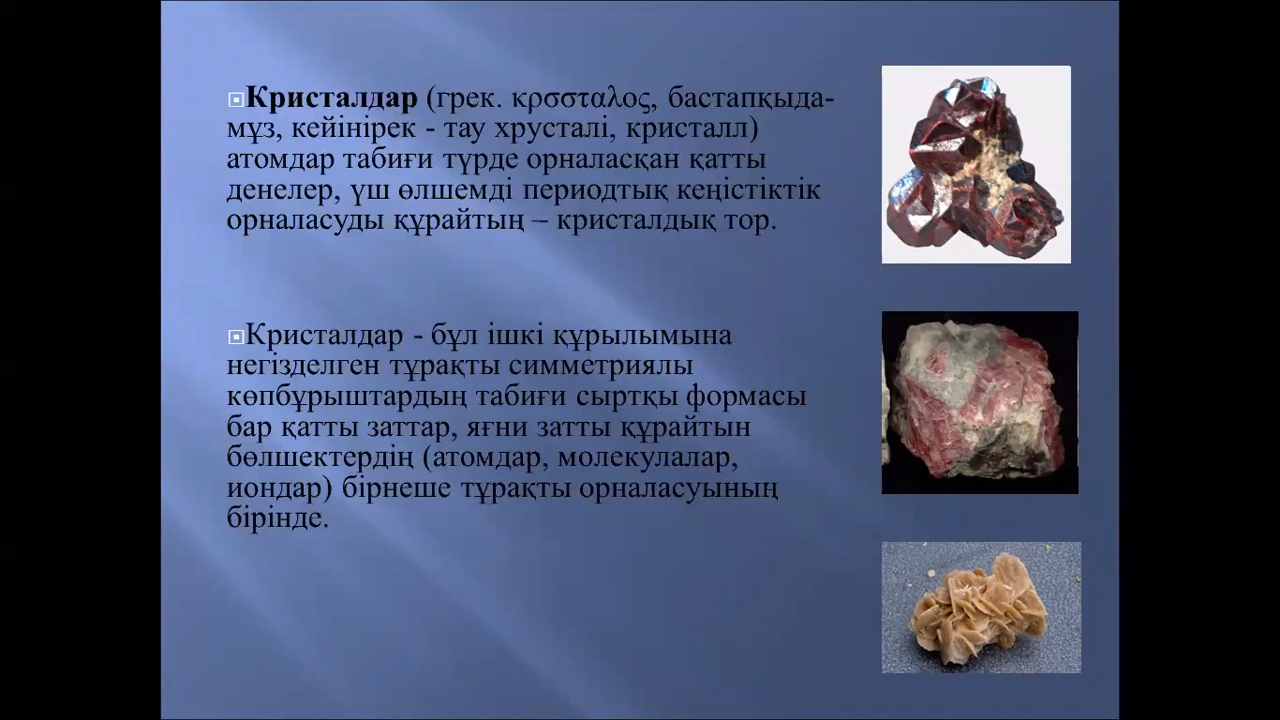 Кристалдар (грек. κρσσταλος, бастапқыда-
мұз, кейінірек - тау хрусталі, кристалл)
атомдар табиғи түрде орналасқан қатты
денелер, үш өлшемді периодтық кеңістіктік
орналасуды құрайтың – кристалдық тор.
Кристалдар - бұл ішкі құрылымына
негізделген тұрақты симметриялы
көпбұрыштардың табиғи сыртқы формасы
бар қатты заттар, яғни затты құрайтын
бөлшектердің (атомдар, молекулалар,
иондар) бірнеше тұрақты орналасуының
бірінде.